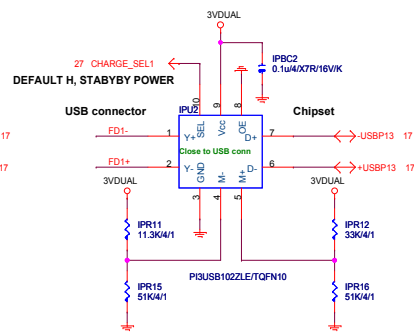 3VDUAL
27 CHARGE_SEL1
IPBC2
0.1u/4/X7R/16V/K
DEFAULT H, STABYBY POWER
USB connector
IPU2
10
9
8
Chipset
SEL
Vcc
OE
17
FD1-
1
Y+
D+
7
-USBP13 17
Close to USB conn
17
FD1+
2
Y-
D-
6
+USBP13 17
GND
M-
M+
3
4
5
3VDUAL
3VDUAL
IPR11
11.3K/4/1
IPR12
33K/4/1
PI3USB102ZLE/TQFN10
IPR15
51K/4/1
IPR16
51K/4/1